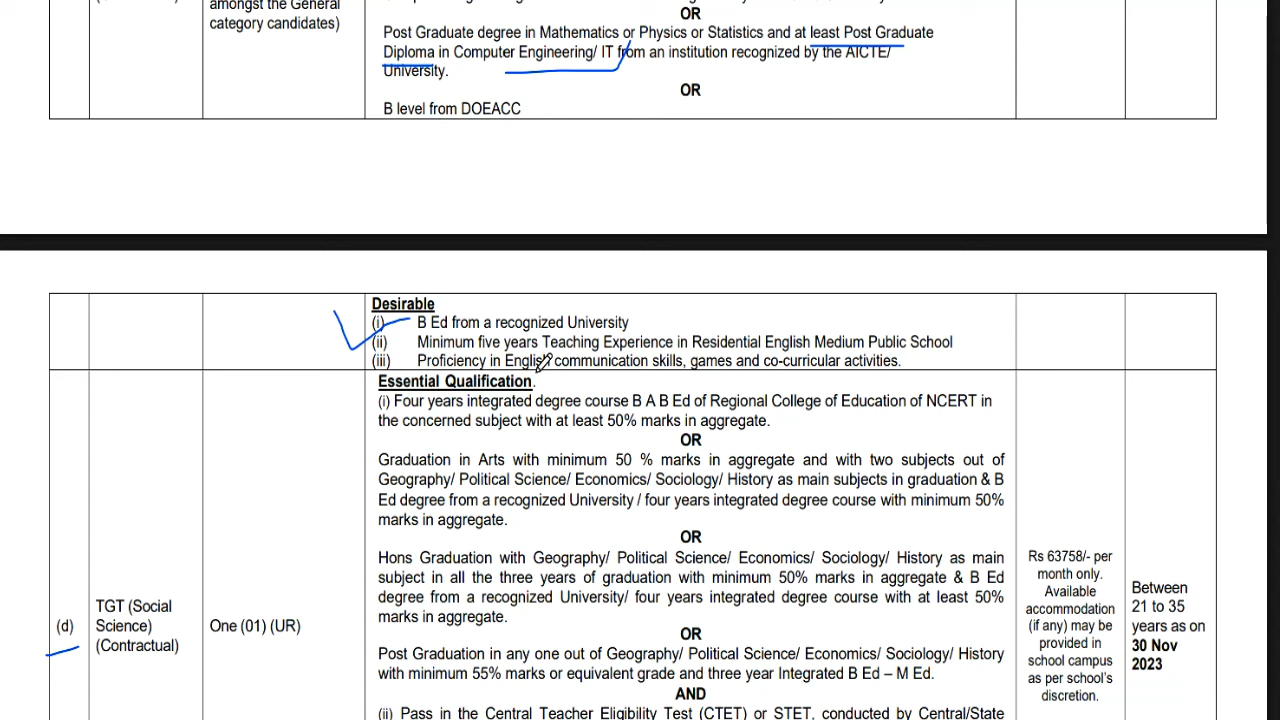 amongst the General
category candidates)
OR
Post Graduate degree in Mathematics or Physics or Statistics and at least Post Graduate
Diploma in Computer Engineering/ IT from an institution recognized by the AICTE/
University.
OR
B level from DOEACC
Desirable
(i) B Ed from a recognized University
(ii) Minimum five years Teaching Experience in Residential English Medium Public School
(iii) Proficiency in English communication skills, games and co-curricular activities.
(d)
TGT (Social
Science)
(Contractual)
One (01) (UR)
Essential Qualification.
(i) Four years integrated degree course B A B Ed of Regional College of Education of NCERT in
the concerned subject with at least 50% marks in aggregate.
OR
Graduation in Arts with minimum 50 % marks in aggregate and with two subjects out of
Geography/ Political Science/ Economics/ Sociology/ History as main subjects in graduation & B
Ed degree from a recognized University / four years integrated degree course with minimum 50%
marks in aggregate.
OR
Hons Graduation with Geography/ Political Science/ Economics/ Sociology/ History as main
subject in all the three years of graduation with minimum 50% marks in aggregate & B Ed
degree from a recognized University/ four years integrated degree course with at least 50%
marks in aggregate.
OR
Post Graduation in any one out of Geography/ Political Science/ Economics/ Sociology/ History
with minimum 55% marks or equivalent grade and three year Integrated B Ed – M Ed.
AND
(ii) Pass in the Central Teacher Eligibility Test (CTET) or STET, conducted by Central/State
Rs 63758/- per
month only.
Available
accommodation
(if any) may be
provided in
school campus
as per school's
discretion.
Between
21 to 35
years as on
30 Nov
2023